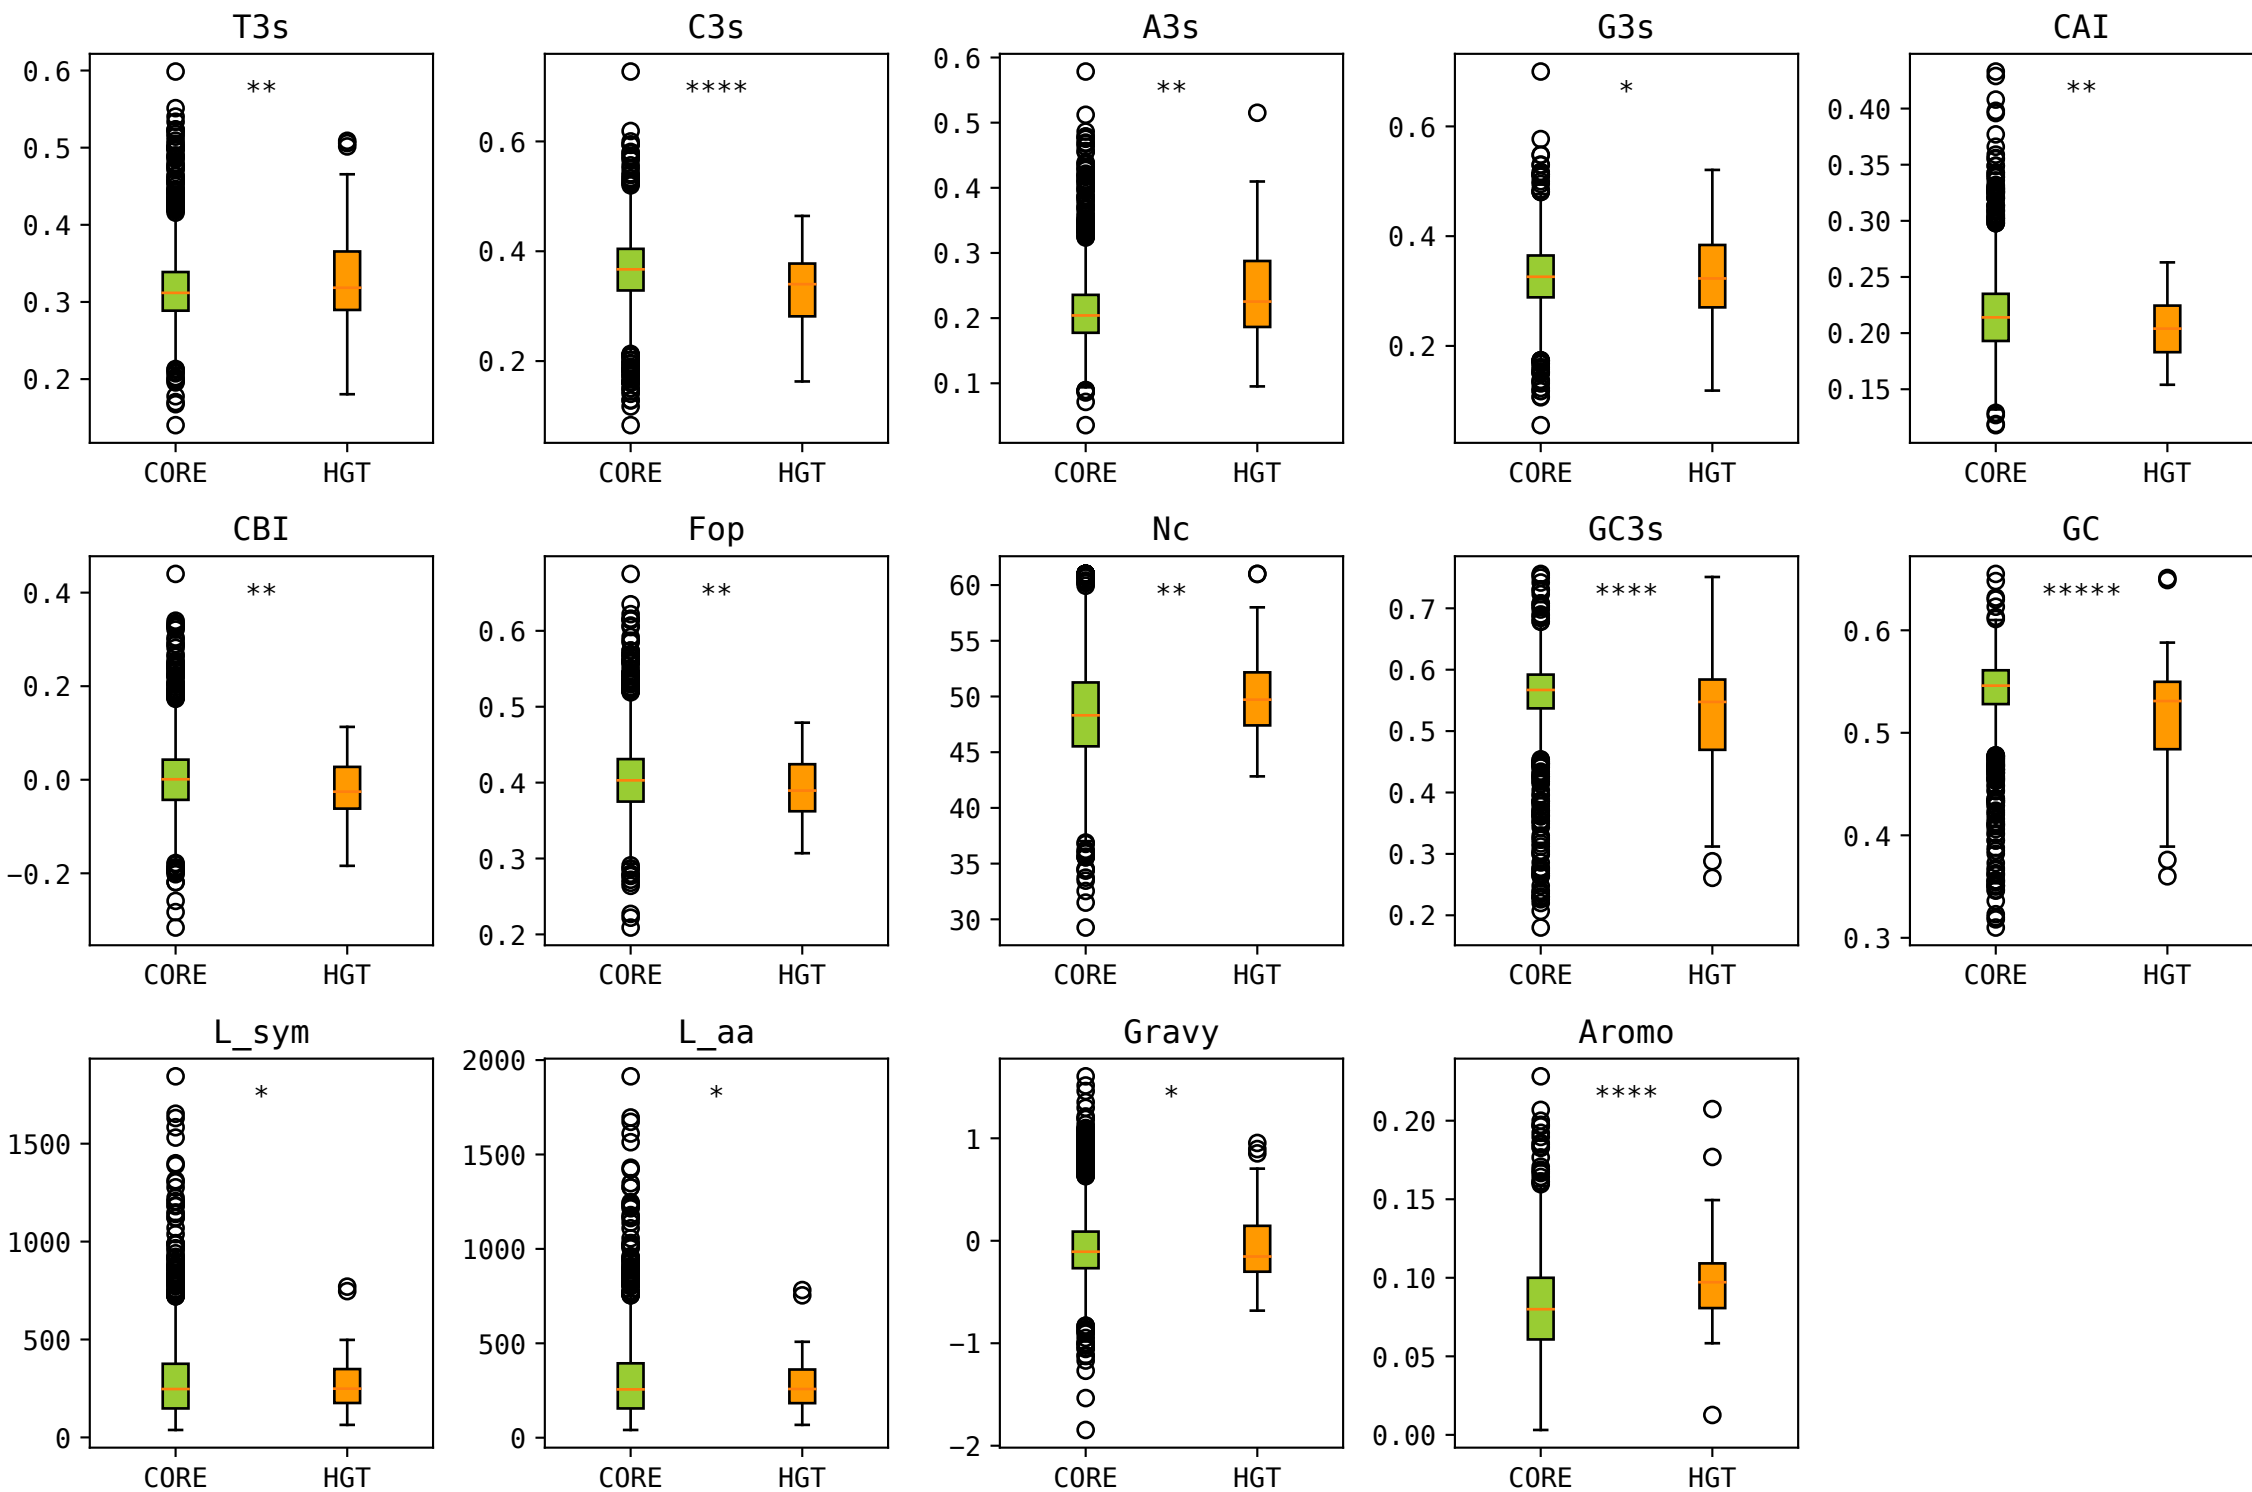 T3s C3s A3s G3s CAI
0.6 0.5 0.4 0.3 0.2
**
CORE HGT
0.6 0.4 0.2
****
CORE HGT
0.6 0.5 0.4 0.3 0.2 0.1
**
CORE HGT
0.6 0.4 0.2
*
CORE HGT
0.40 0.35 0.30 0.25 0.20 0.15
**
CORE HGT
CBI Fop Nc GC3s GC
0.4 0.2 0.0 −0.2
**
CORE HGT
0.6 0.5 0.4 0.3 0.2
**
CORE HGT
60 55 50 45 40 35 30
**
CORE HGT
0.7 0.6 0.5 0.4 0.3 0.2
****
CORE HGT
0.6 0.5 0.4 0.3
*****
CORE HGT
L_sym L_aa Gravy Aromo
1500 1000 500 0
*
CORE HGT
2000 1500 1000 500 0
*
CORE HGT
1 0 −1 −2
*
CORE HGT
0.20 0.15 0.10 0.05 0.00
****
CORE HGT